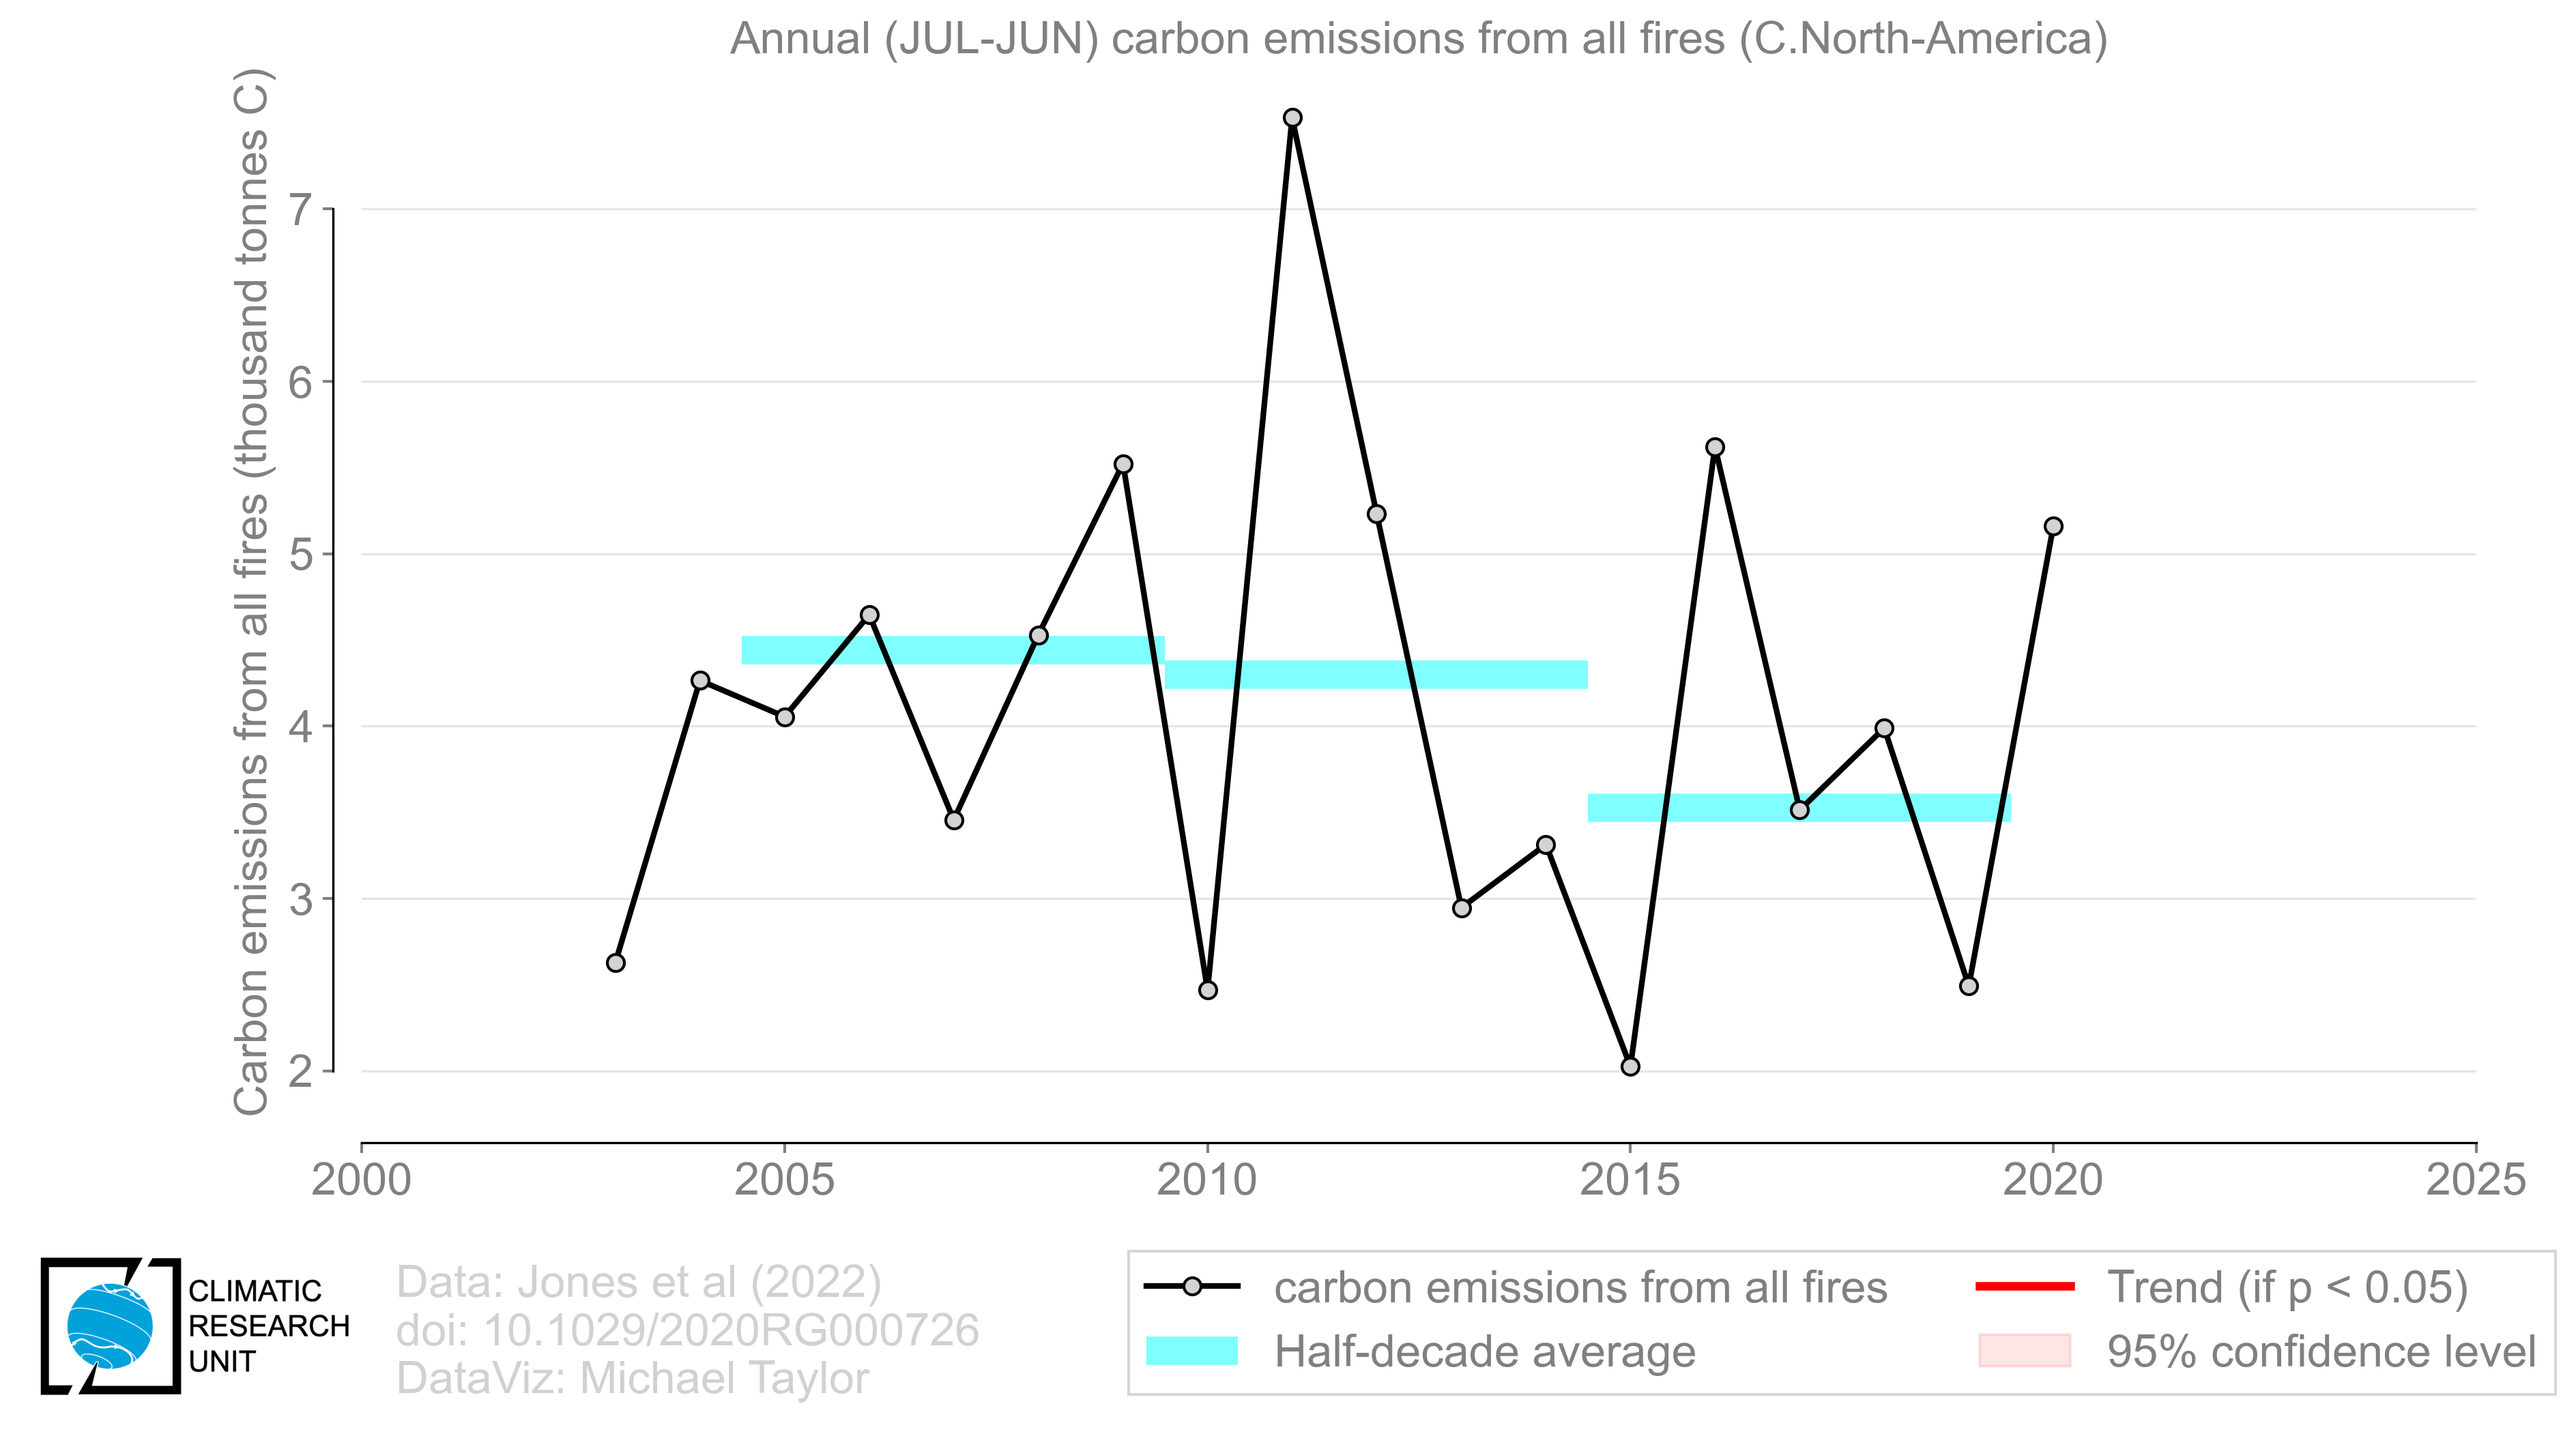 Annual (JUL-JUN) carbon emissions from all fires (C.North-America)
Carbon emissions from all fires (thousand tonnes C)
7
6
5
4
3
2
2000 2005 2010 2015 2020 2025
CLIMATIC
RESEARCH
UNIT
Data: Jones et al (2022)
doi: 10.1029/2020RG000726
DataViz: Michael Taylor
carbon emissions from all fires
Half-decade average
Trend (if p < 0.05)
95% confidence level